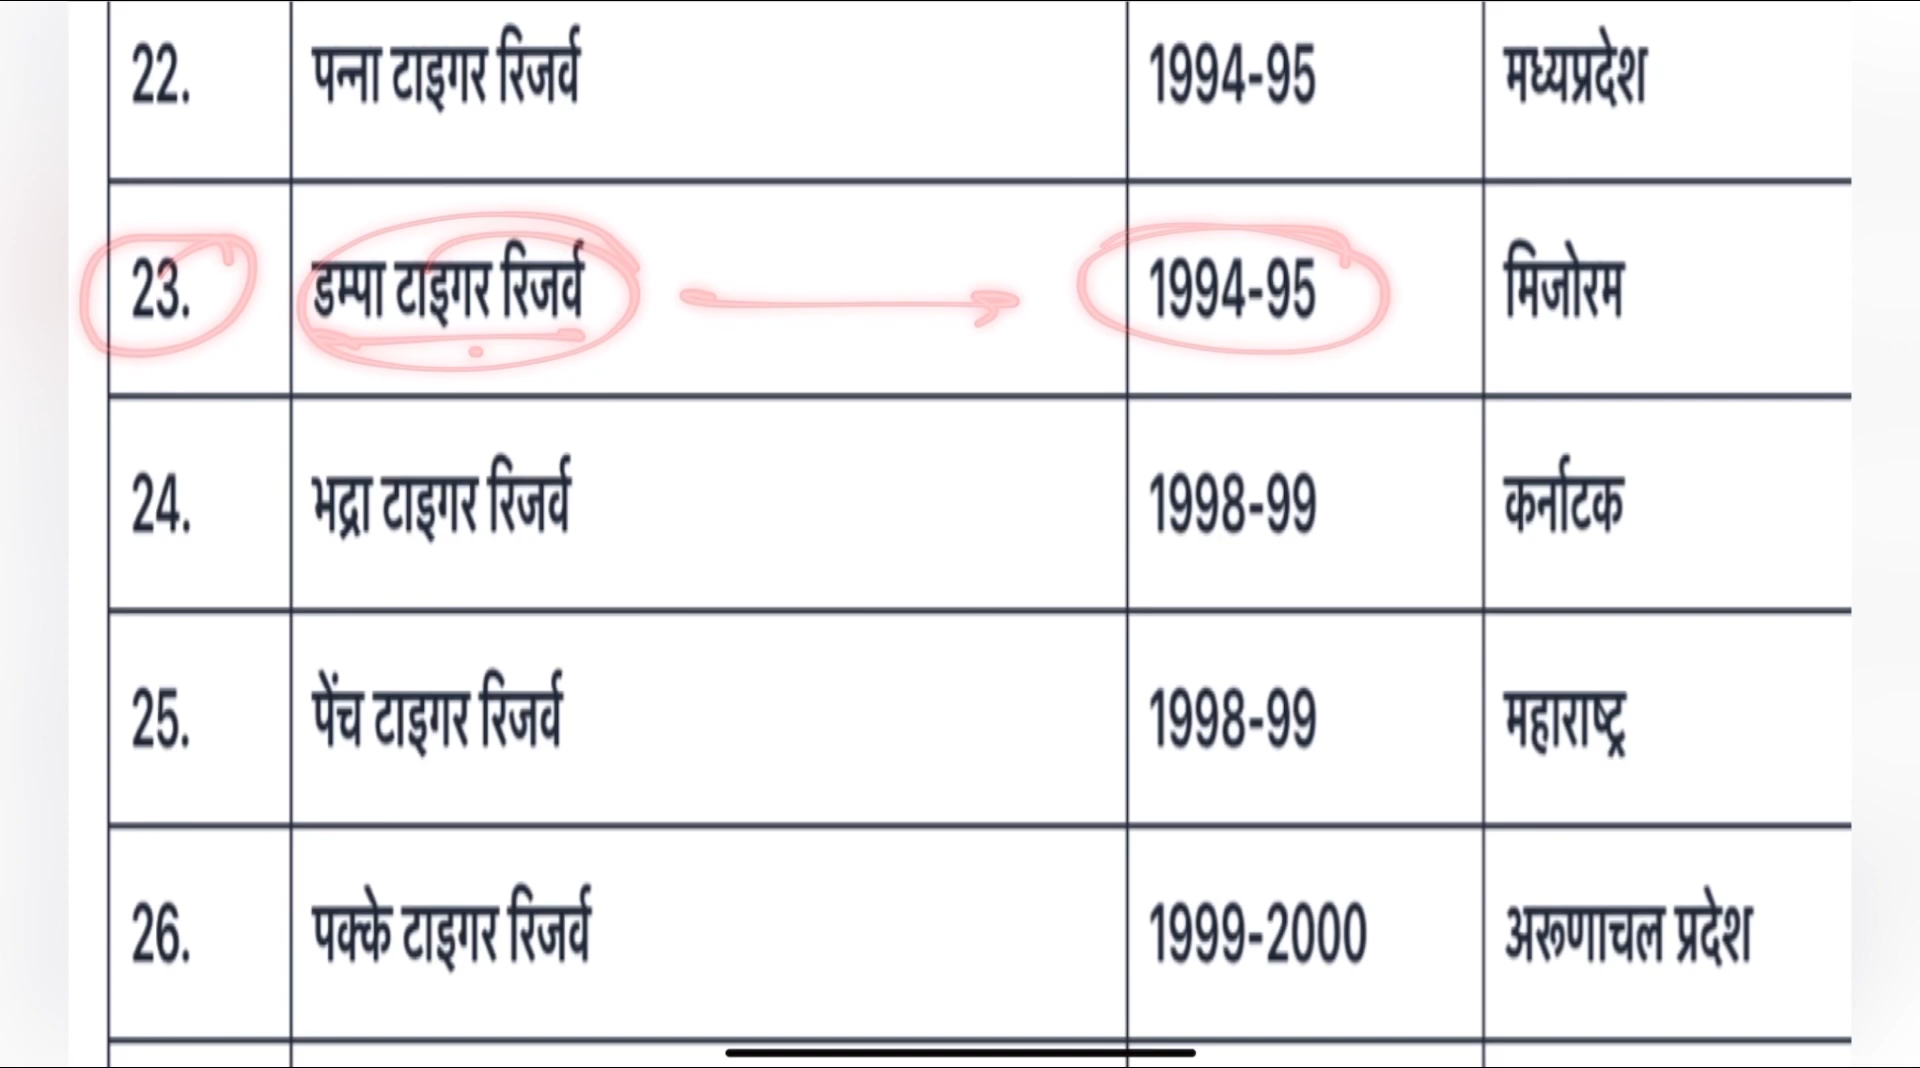 22. पन्ना टाइगर रिजर्व 1994-95 मध्यप्रदेश
23. डम्पा टाइगर रिजर्व 1994-95 मिजोरम
24. भद्रा टाइगर रिजर्व 1998-99 कर्नाटक
25. पेंच टाइगर रिजर्व 1998-99 महाराष्ट्र
26. पक्के टाइगर रिजर्व 1999-2000 अरूणाचल प्रदेश